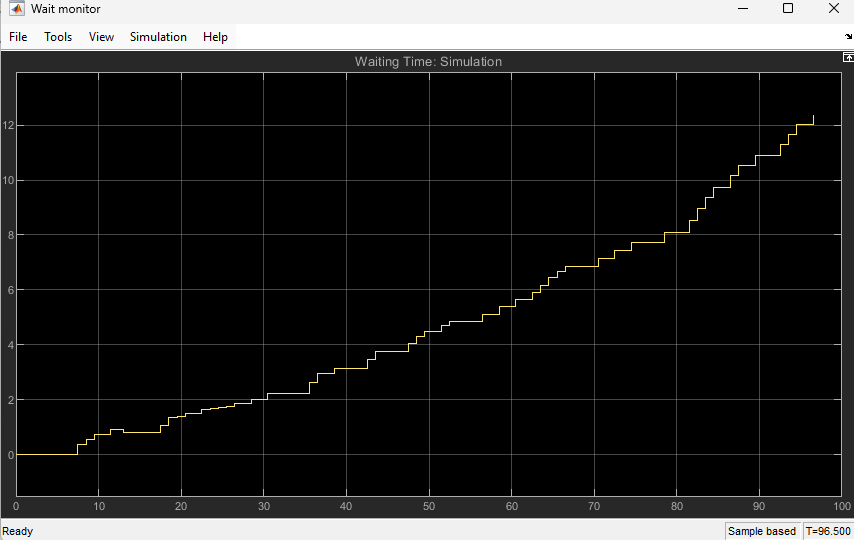 Wait monitor
File Tools View Simulation Help
Waiting Time: Simulation
12
10
8
6
4
2
0
0 10 20 30 40 50 60 70 80 90 100
Ready Sample based T=96.500